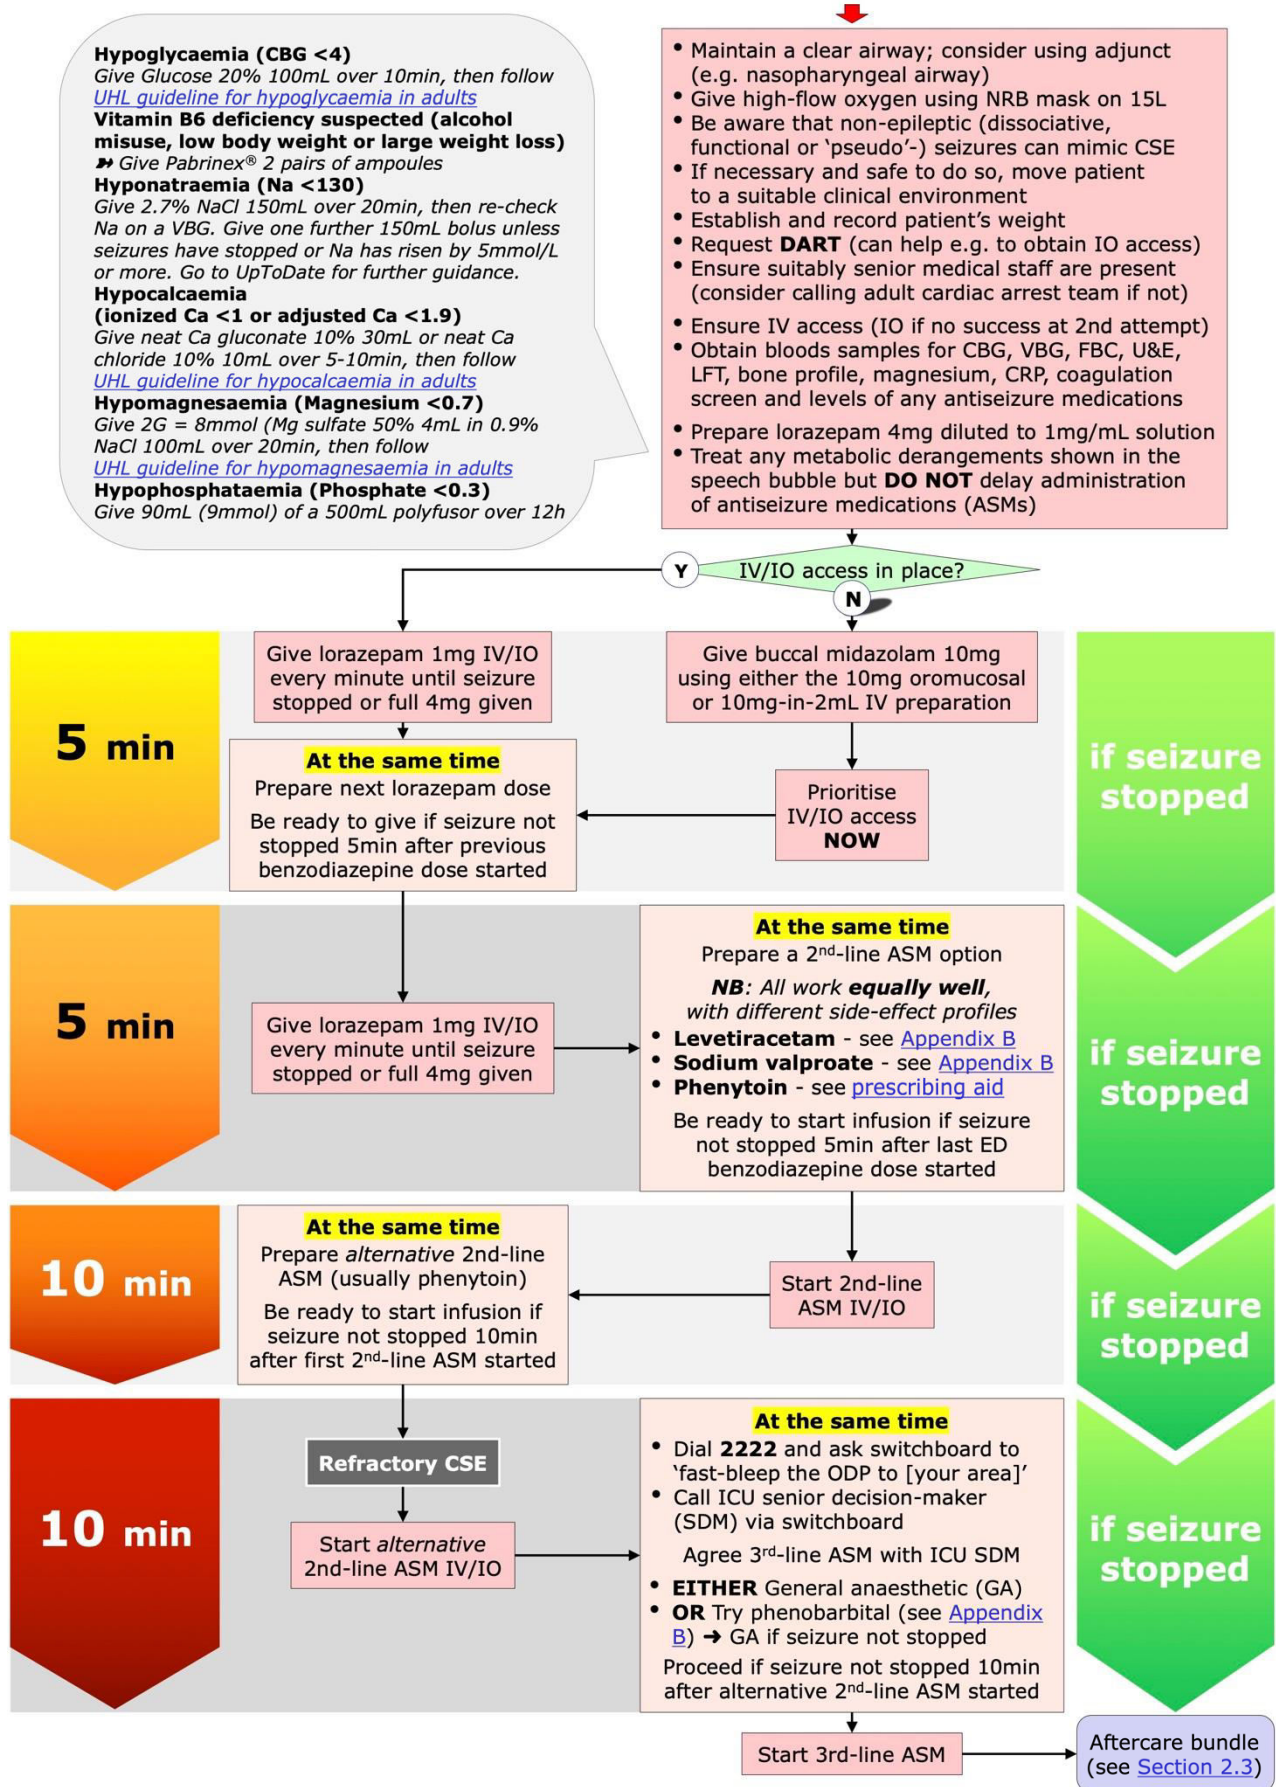 Hypoglycaemia (CBG <4)
Give Glucose 20% 100mL over 10min, then follow
UHL guideline for hypoglycaemia in adults
Vitamin B6 deficiency suspected (alcohol
misuse, low body weight or large weight loss)
➽ Give Pabrinex® 2 pairs of ampoules
Hyponatraemia (Na <130)
Give 2.7% NaCl 150mL over 20min, then re-check
Na on a VBG. Give one further 150mL bolus unless
seizures have stopped or Na has risen by 5mmol/L
or more. Go to UpToDate for further guidance.
Hypocalcaemia
(ionized Ca <1 or adjusted Ca <1.9)
Give neat Ca gluconate 10% 30mL or neat Ca
chloride 10% 10mL over 5-10min, then follow
UHL guideline for hypocalcaemia in adults
Hypomagnesaemia (Magnesium <0.7)
Give 2G = 8mmol (Mg sulfate 50% 4mL in 0.9%
NaCl 100mL over 20min, then follow
UHL guideline for hypomagnesaemia in adults
Hypophosphataemia (Phosphate <0.3)
Give 90mL (9mmol) of a 500mL polyfusor over 12h
• Maintain a clear airway; consider using adjunct
(e.g. nasopharyngeal airway)
• Give high-flow oxygen using NRB mask on 15L
• Be aware that non-epileptic (dissociative,
functional or ‘pseudo’-) seizures can mimic CSE
• If necessary and safe to do so, move patient
to a suitable clinical environment
• Establish and record patient’s weight
• Request DART (can help e.g. to obtain IO access)
• Ensure suitably senior medical staff are present
(consider calling adult cardiac arrest team if not)
• Ensure IV access (IO if no success at 2nd attempt)
• Obtain bloods samples for CBG, VBG, FBC, U&E,
LFT, bone profile, magnesium, CRP, coagulation
screen and levels of any antiseizure medications
• Prepare lorazepam 4mg diluted to 1mg/mL solution
• Treat any metabolic derangements shown in the
speech bubble but DO NOT delay administration
of antiseizure medications (ASMs)
IV/IO access in place?
Y
N
5 min
Give lorazepam 1mg IV/IO
every minute until seizure
stopped or full 4mg given
Give buccal midazolam 10mg
using either the 10mg oromucosal
or 10mg-in-2mL IV preparation
At the same time
Prepare next lorazepam dose
Be ready to give if seizure not
stopped 5min after previous
benzodiazepine dose started
Prioritise
IV/IO access
NOW
if seizure
stopped
5 min
Give lorazepam 1mg IV/IO
every minute until seizure
stopped or full 4mg given
At the same time
Prepare a 2nd-line ASM option
NB: All work equally well,
with different side-effect profiles
• Levetiracetam - see Appendix B
• Sodium valproate - see Appendix B
• Phenytoin - see prescribing aid
Be ready to start infusion if seizure
not stopped 5min after last ED
benzodiazepine dose started
if seizure
stopped
10 min
At the same time
Prepare alternative 2nd-line
ASM (usually phenytoin)
Be ready to start infusion if
seizure not stopped 10min
after first 2nd-line ASM started
Start 2nd-line
ASM IV/IO
if seizure
stopped
10 min
Refractory CSE
Start alternative
2nd-line ASM IV/IO
At the same time
• Dial 2222 and ask switchboard to
‘fast-bleep the ODP to [your area]’
• Call ICU senior decision-maker
(SDM) via switchboard
Agree 3rd-line ASM with ICU SDM
• EITHER General anaesthetic (GA)
• OR Try phenobarbital (see Appendix
B) ➜ GA if seizure not stopped
Proceed if seizure not stopped 10min
after alternative 2nd-line ASM started
if seizure
stopped
Start 3rd-line ASM
Aftercare bundle
(see Section 2.3)